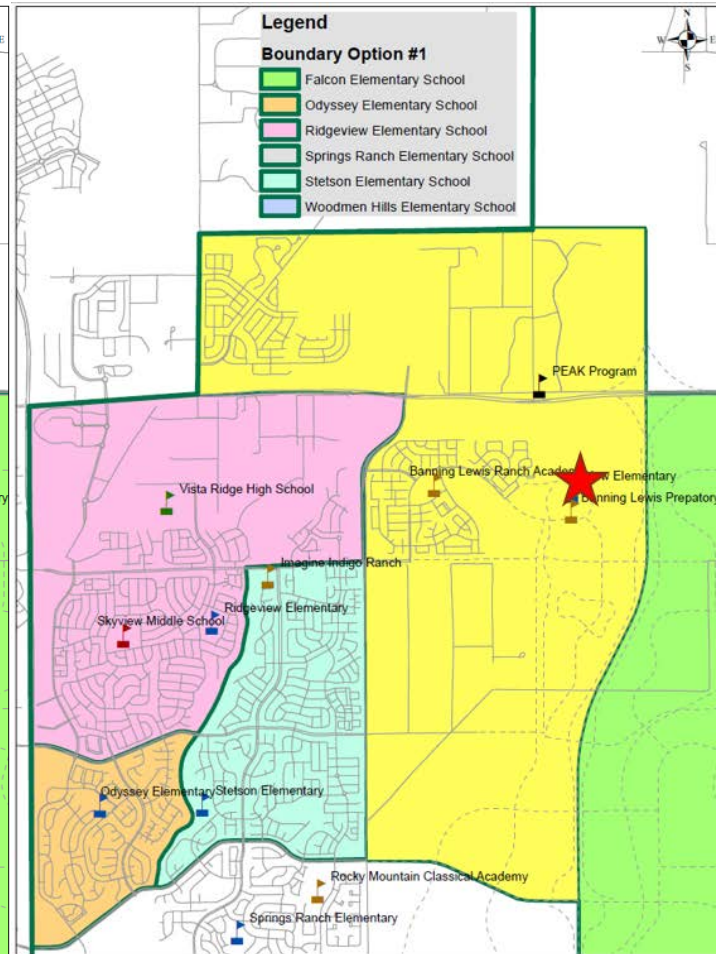 Legend
Boundary Option #1
Falcon Elementary School
Odyssey Elementary School
Ridgeview Elementary School
Springs Ranch Elementary School
Stetson Elementary School
Woodmen Hills Elementary School
N
W
E
S
E
PEAK Program
Banning Lewis Ranch
Elementary
Banning Lewis Prepatory
Vista Ridge High School
Imagine Indigo Ranch
Ridgeview Elementary
Skyview Middle School
Odyssey Elementary
Stetson Elementary
Rocky Mountain Classical Academy
Springs Ranch Elementary